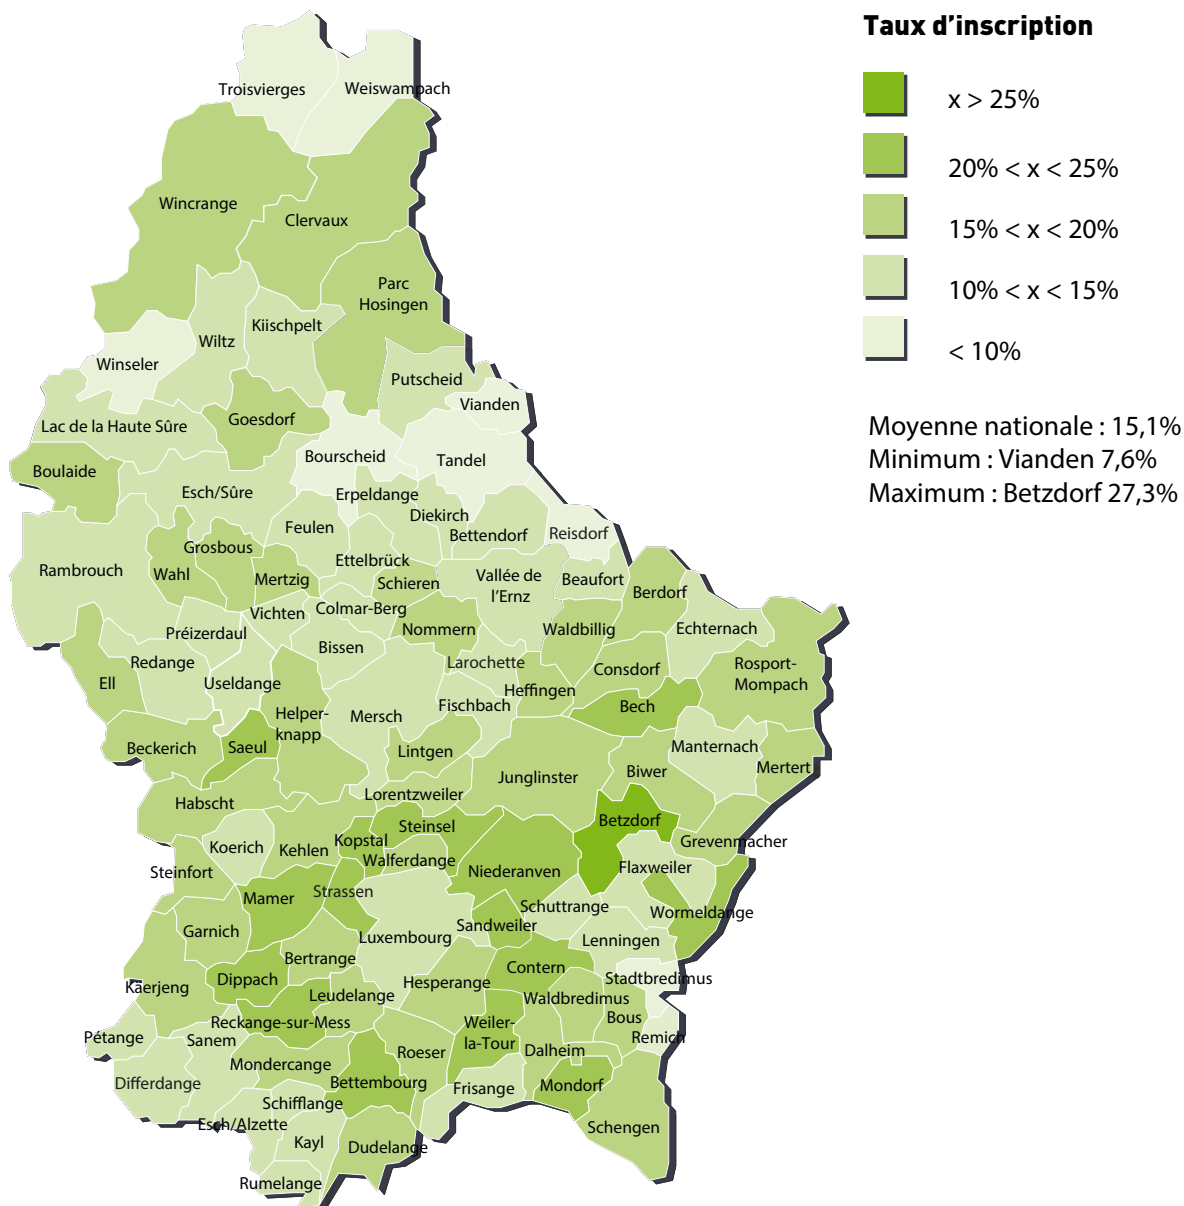 Taux d'inscription
x > 25%
20% < x < 25%
15% < x < 20%
10% < x < 15%
< 10%
Moyenne nationale : 15,1%
Minimum : Vianden 7,6%
Maximum : Betzdorf 27,3%
Troisvierges
Weiswampach
Wincrange
Clervaux
Parc
Hosingen
Kiischpelt
Wiltz
Winseler
Putscheid
Vianden
Goesdorf
Lac de la Haute Sûre
Bourscheid
Tandel
Boulaide
Esch/Sûre
Erpeldange
Diekirch
Feulen
Bettendorf
Reisdorf
Grosbous
Ettelbrück
Rambrouch
Wahl
Mertzig
Schieren
Vallée de
l'Ernz
Beaufort
Berdorf
Vichten
Colmar-Berg
Préizerdaul
Nommern
Waldbillig
Echternach
Bissen
Redange
Larochette
Consdorf
Rosport-
Mompach
Ell
Useldange
Heffingen
Helper-
knapp
Mersch
Fischbach
Bech
Beckerich
Saeul
Lintgen
Manternach
Junglinster
Biwer
Mertert
Habscht
Lorentzweiler
Steinsel
Betzdorf
Koerich
Kehlen
Kopstal
Grevenmacher
Walferdange
Steinfort
Niederanven
Flaxweiler
Mamer
Strassen
Schuttrange
Wormeldange
Garnich
Luxembourg
Sandweiler
Lenningen
Bertrange
Contern
Dippach
Hesperange
Stadtbredimus
Käerjeng
Leudelange
Waldbredimus
Bous
Reckange-sur-Mess
Weiler-
la-Tour
Pétange
Sanem
Remich
Roeser
Dalheim
Mondercange
Differdange
Bettembourg
Frisange
Mondorf
Schifflange
Esch/Alzette
Schengen
Kayl
Dudelange
Rumelange